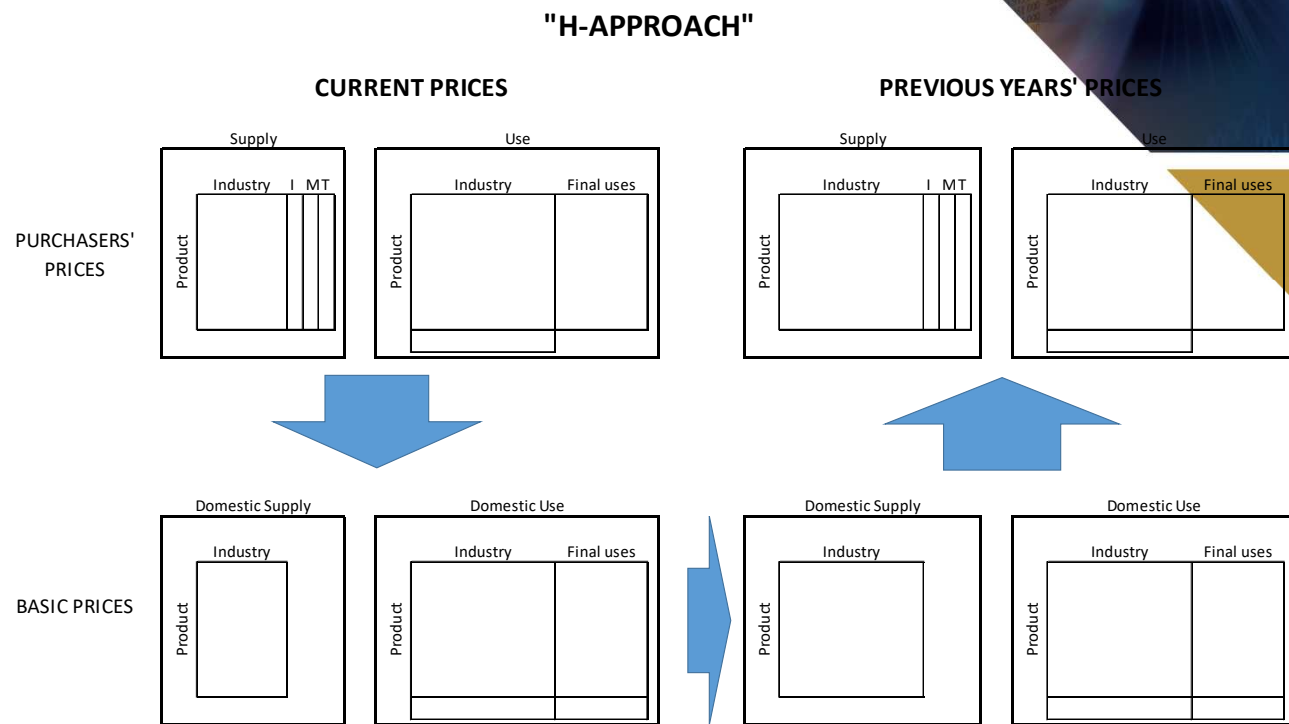 "H-APPROACH"
CURRENT PRICES
PREVIOUS YEARS' PRICES
Supply
Use
Supply
Use
Industry I M T
Industry Final uses
Industry I M T
Industry Final uses
PURCHASERS'
PRICES
Product
Product
Product
Product
Domestic Supply
Domestic Use
Domestic Supply
Domestic Use
Industry
Industry Final uses
Industry
Industry Final uses
BASIC PRICES
Product
Product
Product
Product